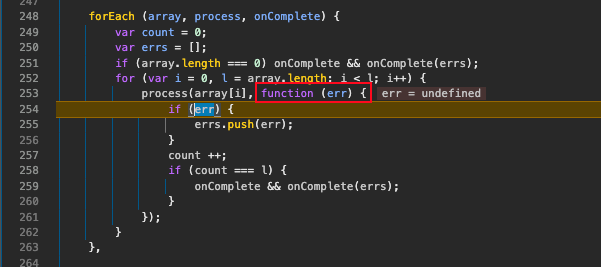 247
248 forEach (array, process, onComplete) {
249 var count = 0;
250 var errs = [];
251 if (array.length === 0) onComplete && onComplete(errs);
252 for (var i = 0, l = array.length; i < l; i++) {
253 process(array[i], function (err) { err = undefined
254 if (err) {
255 errs.push(err);
256 }
257 count ++;
258 if (count === l) {
259 onComplete && onComplete(errs);
260 }
261 });
262 }
263 },